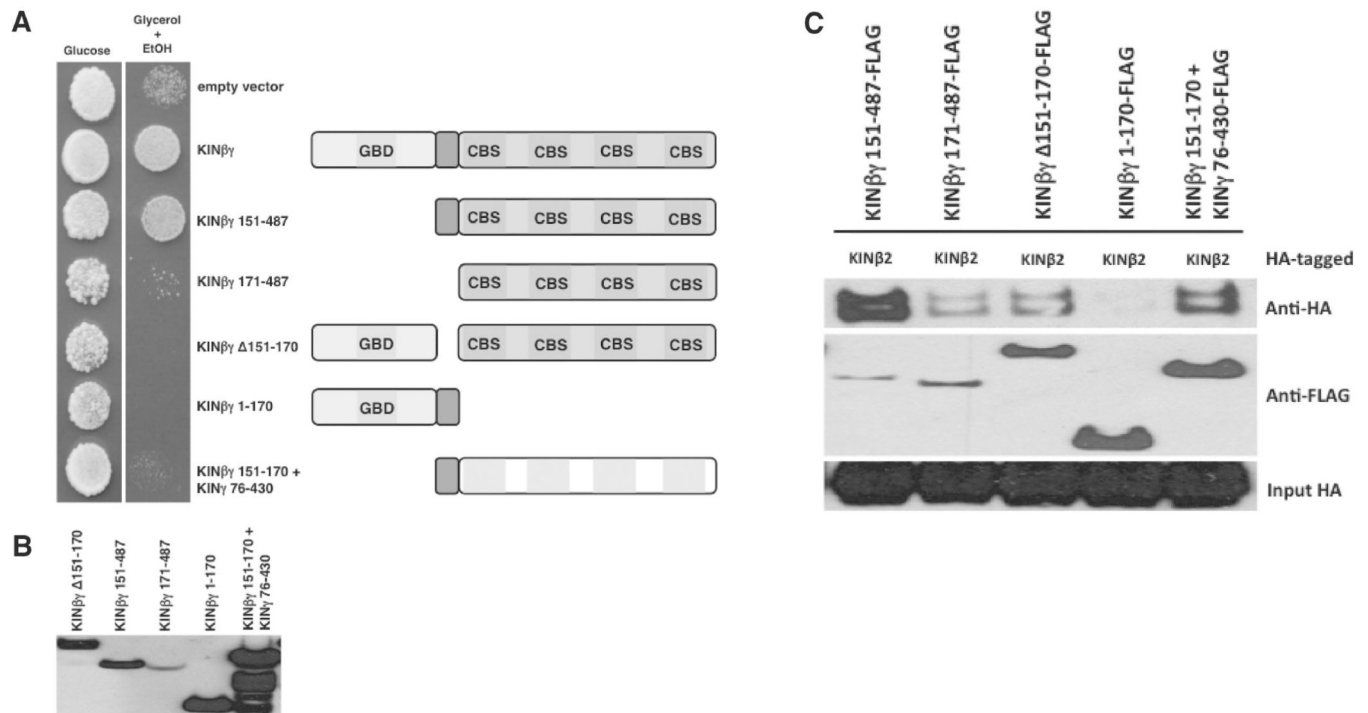 A
Glucose
Glycerol
+
EtOH
empty vector
KINβγ
GBD CBS CBS CBS CBS
KINβγ 151-487
CBS CBS CBS CBS
KINβγ 171-487
CBS CBS CBS CBS
KINβγ Δ151-170
GBD CBS CBS CBS CBS
KINβγ 1-170
GBD
KINβγ 151-170 +
KINγ 76-430
B
KINβγ Δ151-170
KINβγ 151-487
KINβγ 171-487
KINβγ 1-170
KINβγ 151-170 +
KINγ 76-430
C
KINβγ 151-487-FLAG
KINβγ 171-487-FLAG
KINβγ Δ151-170-FLAG
KINβγ 1-170-FLAG
KINβγ 151-170 +
KINγ 76-430-FLAG
KINβ2 KINβ2 KINβ2 KINβ2 KINβ2 HA-tagged
Anti-HA
Anti-FLAG
Input HA